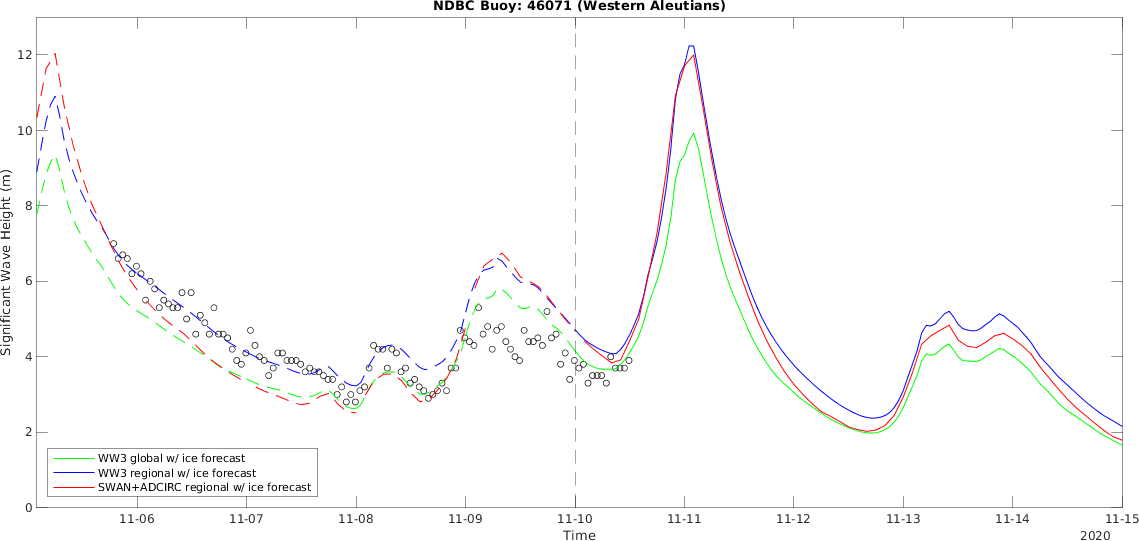 NDBC Buoy: 46071 (Western Aleutians)
Significant Wave Height (m)
12
10
8
6
4
2
0
WW3 global w/ ice forecast
WW3 regional w/ ice forecast
SWAN+ADCIRC regional w/ ice forecast
11-06 11-07 11-08 11-09 11-10 11-11 11-12 11-13 11-14 11-15
Time
2020